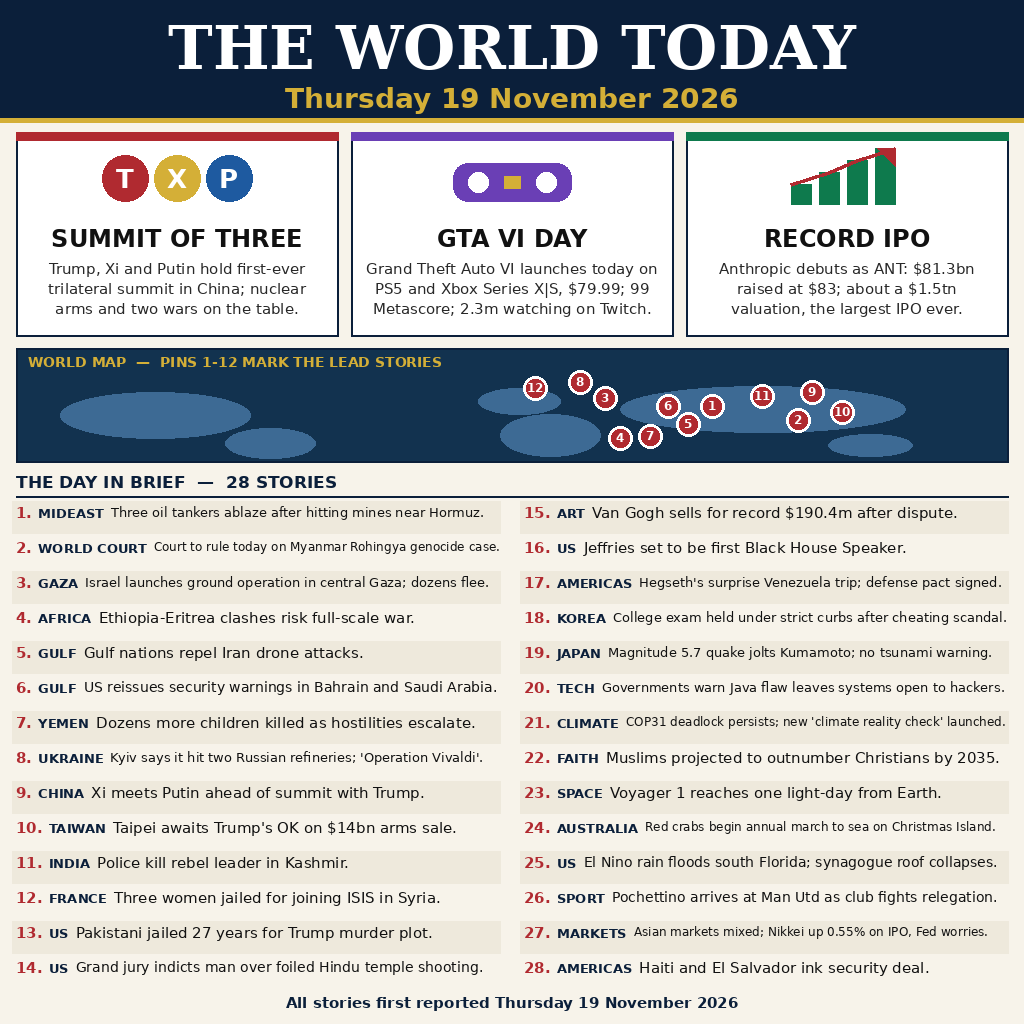 THE WORLD TODAY
Thursday 19 November 2026
T X P
SUMMIT OF THREE
Trump, Xi and Putin hold first-ever
trilateral summit in China; nuclear
arms and two wars on the table.
GTA VI DAY
Grand Theft Auto VI launches today on
PS5 and Xbox Series X|S, $79.99; 99
Metascore; 2.3m watching on Twitch.
RECORD IPO
Anthropic debuts as ANT: $81.3bn
raised at $83; about a $1.5tn
valuation, the largest IPO ever.
WORLD MAP — PINS 1-12 MARK THE LEAD STORIES
12
8
3
4
7
6
5
1
11
9
2
10
THE DAY IN BRIEF — 28 STORIES
1. MIDEAST Three oil tankers ablaze after hitting mines near Hormuz.
2. WORLD COURT Court to rule today on Myanmar Rohingya genocide case.
3. GAZA Israel launches ground operation in central Gaza; dozens flee.
4. AFRICA Ethiopia-Eritrea clashes risk full-scale war.
5. GULF Gulf nations repel Iran drone attacks.
6. GULF US reissues security warnings in Bahrain and Saudi Arabia.
7. YEMEN Dozens more children killed as hostilities escalate.
8. UKRAINE Kyiv says it hit two Russian refineries; 'Operation Vivaldi'.
9. CHINA Xi meets Putin ahead of summit with Trump.
10. TAIWAN Taipei awaits Trump's OK on $14bn arms sale.
11. INDIA Police kill rebel leader in Kashmir.
12. FRANCE Three women jailed for joining ISIS in Syria.
13. US Pakistani jailed 27 years for Trump murder plot.
14. US Grand jury indicts man over foiled Hindu temple shooting.
15. ART Van Gogh sells for record $190.4m after dispute.
16. US Jeffries set to be first Black House Speaker.
17. AMERICAS Hegseth's surprise Venezuela trip; defense pact signed.
18. KOREA College exam held under strict curbs after cheating scandal.
19. JAPAN Magnitude 5.7 quake jolts Kumamoto; no tsunami warning.
20. TECH Governments warn Java flaw leaves systems open to hackers.
21. CLIMATE COP31 deadlock persists; new 'climate reality check' launched.
22. FAITH Muslims projected to outnumber Christians by 2035.
23. SPACE Voyager 1 reaches one light-day from Earth.
24. AUSTRALIA Red crabs begin annual march to sea on Christmas Island.
25. US El Nino rain floods south Florida; synagogue roof collapses.
26. SPORT Pochettino arrives at Man Utd as club fights relegation.
27. MARKETS Asian markets mixed; Nikkei up 0.55% on IPO, Fed worries.
28. AMERICAS Haiti and El Salvador ink security deal.
All stories first reported Thursday 19 November 2026